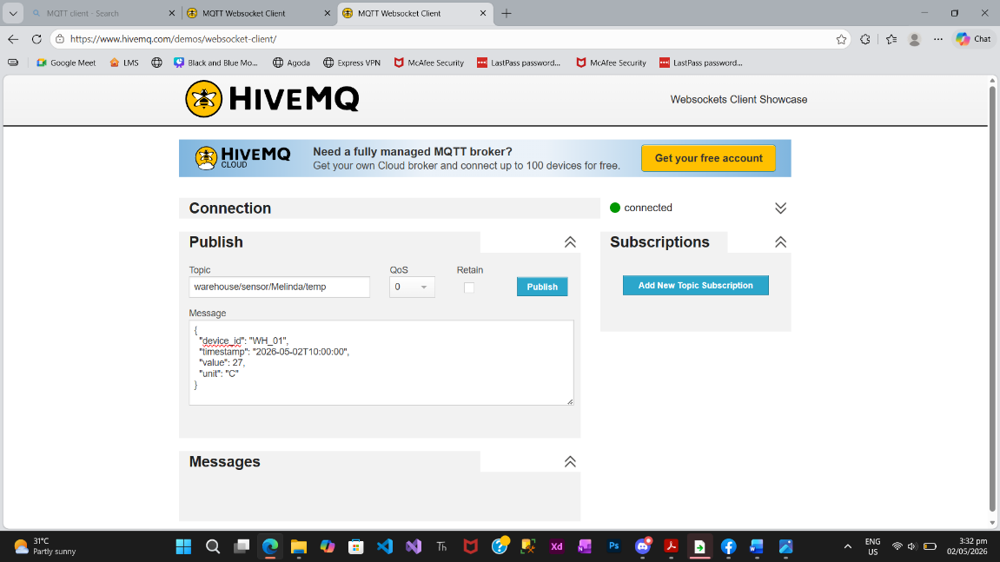 MQTT client - Search
MQTT Websocket Client
MQTT Websocket Client
https://www.hivemq.com/demos/websocket-client/
Chat
Google Meet
LMS
Black and Blue Mo...
Agoda
Express VPN
McAfee Security
LastPass password...
McAfee Security
LastPass password...
HIVEMQ
Websockets Client Showcase
HIVEMQ
CLOUD
Need a fully managed MQTT broker?
Get your own Cloud broker and connect up to 100 devices for free.
Get your free account
Connection
connected
Publish
Topic
QoS
Retain
warehouse/sensor/Melinda/temp
0
Publish
Message
{
"device_id": "WH_01",
"timestamp": "2026-05-02T10:00:00",
"value": 27,
"unit": "C"
}
Subscriptions
Add New Topic Subscription
Messages
31°C
Partly sunny
Th
Xd
N
Ps
W
ENG
US
3:32 pm
02/05/2026